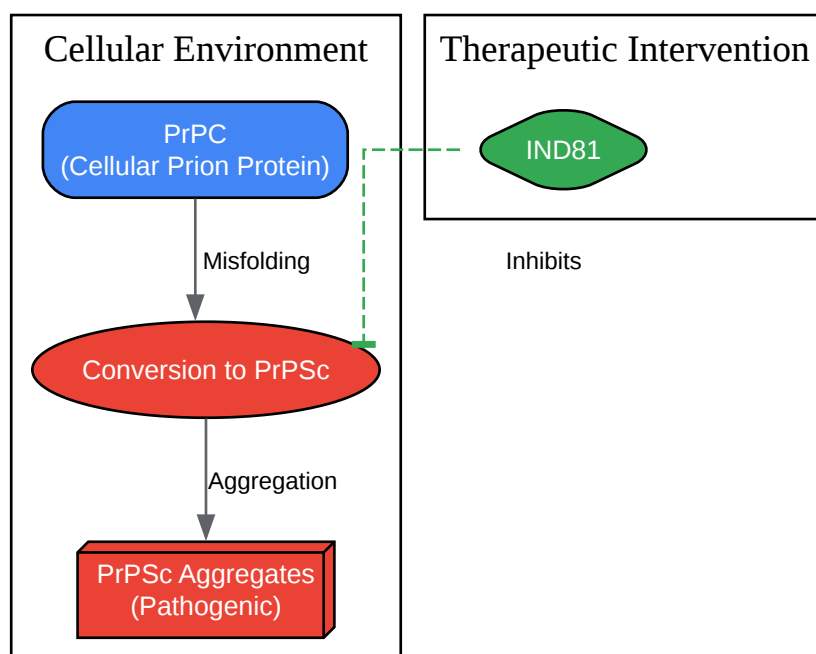 Cellular Environment
Therapeutic Intervention
PrPC
(Cellular Prion Protein)
IND81
Misfolding
Inhibits
Conversion to PrPSc
Aggregation
PrPSc Aggregates
(Pathogenic)